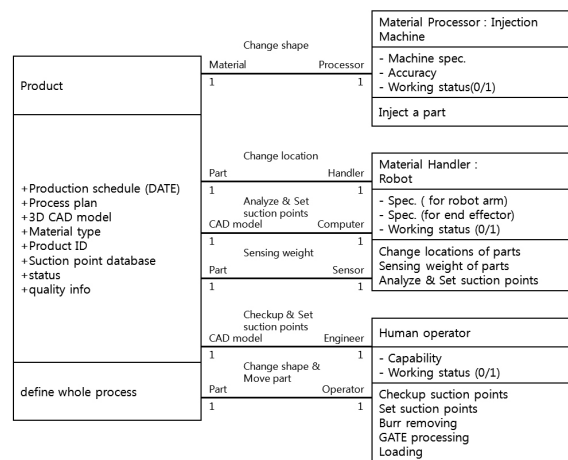 Product
+Production schedule (DATE)
+Process plan
+3D CAD model
+Material type
+Product ID
+Suction point database
+status
+quality info
define whole process
Change shape
Material Processor
1 1
Change location
Part Handler
1 1
Analyze & Set
suction points
CAD model Computer
1 1
Sensing weight
Part Sensor
1 1
Checkup & Set
suction points
CAD model Engineer
1 1
Change shape &
Move part
Part Operator
1 1
Material Processor : Injection
Machine
- Machine spec.
- Accuracy
- Working status(0/1)
Inject a part
Material Handler :
Robot
- Spec. ( for robot arm)
- Spec. (for end effector)
- Working status (0/1)
Change locations of parts
Sensing weight of parts
Analyze & Set suction points
Human operator
- Capability
- Working status (0/1)
Checkup suction points
Set suction points
Burr removing
GATE processing
Loading